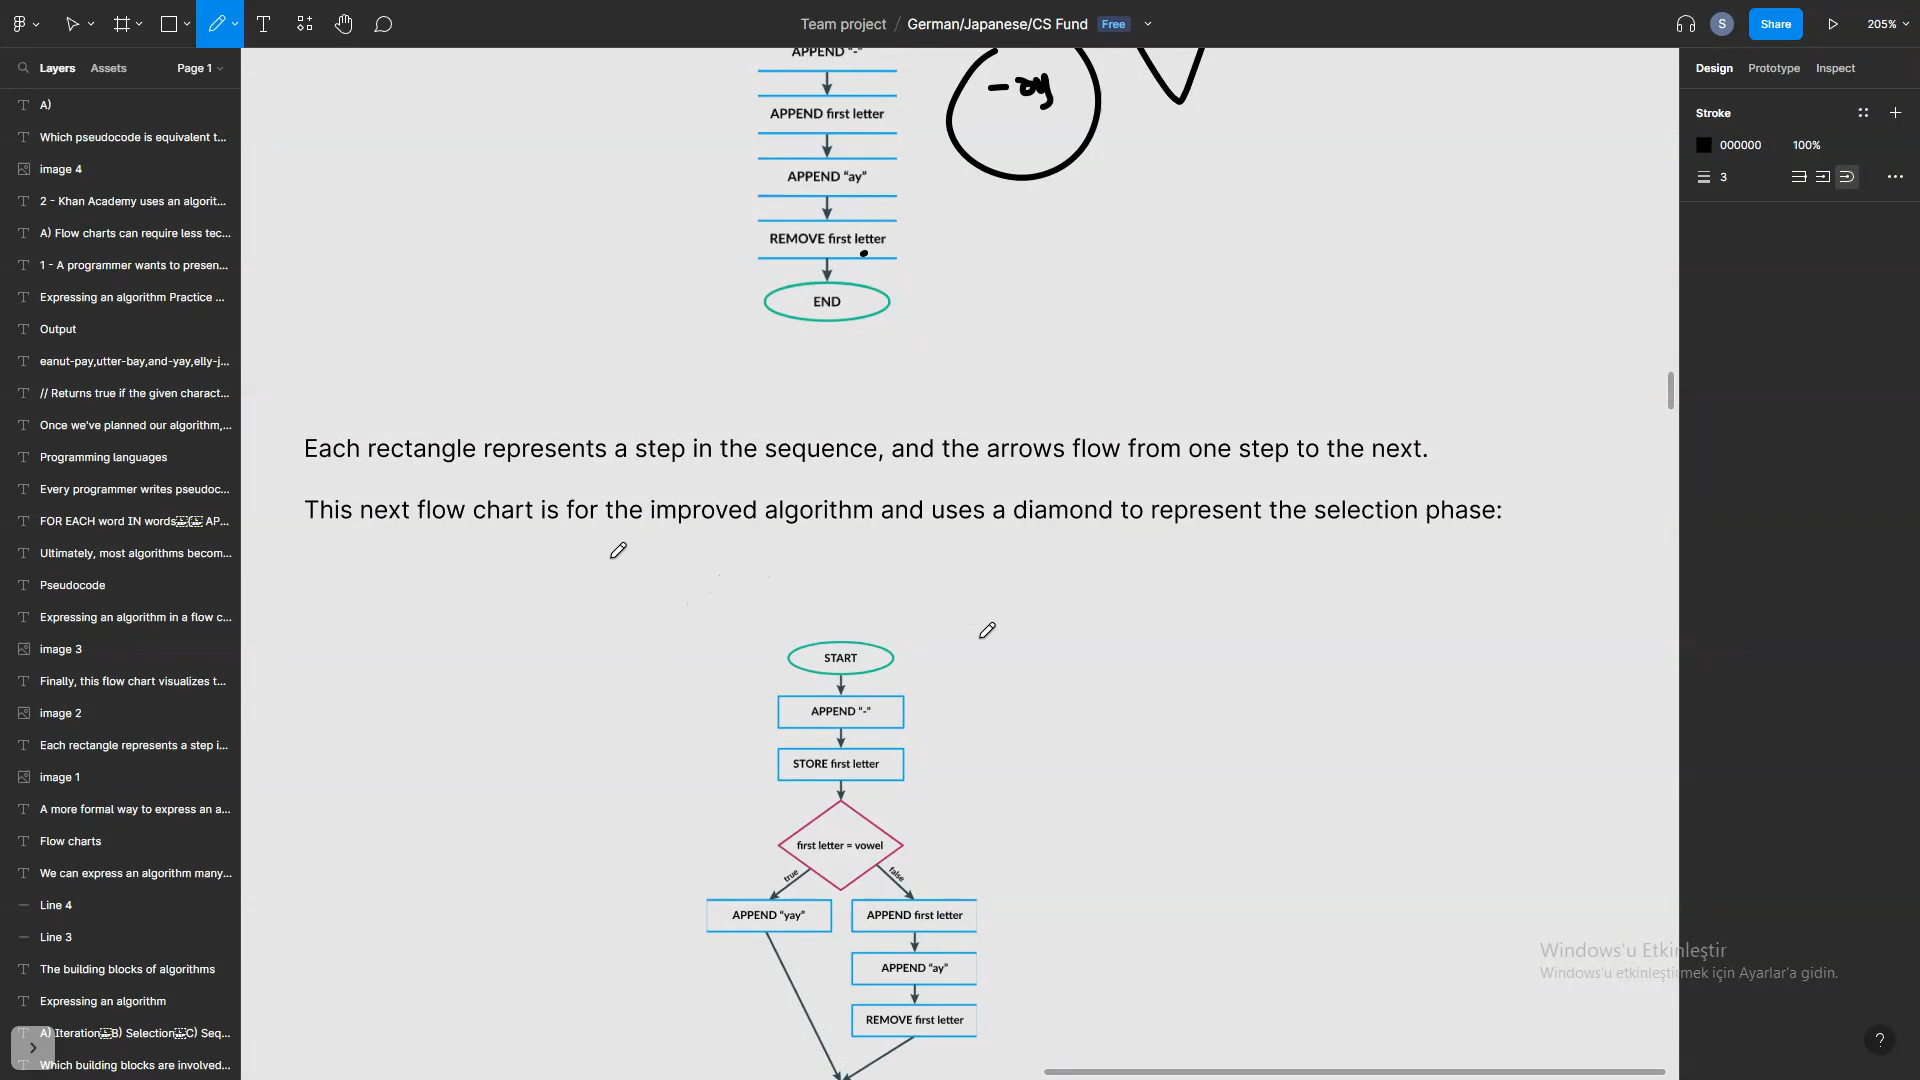 Team project / German/Japanese/CS Fund Free
S
Share
205%
Layers
Assets
Page 1
A)
Which pseudocode is equivalent t...
image 4
2 - Khan Academy uses an algorit...
A) Flow charts can require less tec...
1 - A programmer wants to presen...
Expressing an algorithm Practice ...
Output
eanut-pay,utter-bay,and-yay,elly-j...
// Returns true if the given charact...
Once we've planned our algorithm,...
Programming languages
Every programmer writes pseudoc...
FOR EACH word IN words AP...
Ultimately, most algorithms becom...
Pseudocode
Expressing an algorithm in a flow c...
image 3
Finally, this flow chart visualizes t...
image 2
Each rectangle represents a step i...
image 1
A more formal way to express an a...
Flow charts
We can express an algorithm many...
Line 4
Line 3
The building blocks of algorithms
Expressing an algorithm
A) Iteration B) Selection C) Seq...
Which building blocks are involved...
APPEND "-"
APPEND first letter
APPEND “ay”
REMOVE first letter
END
-ay
Each rectangle represents a step in the sequence, and the arrows flow from one step to the next.
This next flow chart is for the improved algorithm and uses a diamond to represent the selection phase:
START
APPEND “-”
STORE first letter
first letter = vowel
true
false
APPEND “yay”
APPEND first letter
APPEND “ay”
REMOVE first letter
Design
Prototype
Inspect
Stroke
000000
100%
3
Windows'u Etkinleştir
Windows'u etkinleştirmek için Ayarlar'a gidin.
?